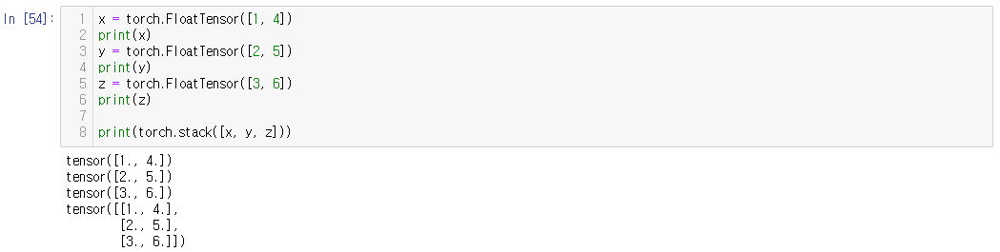 In [54]:
1 x = torch.FloatTensor([1, 4])
2 print(x)
3 y = torch.FloatTensor([2, 5])
4 print(y)
5 z = torch.FloatTensor([3, 6])
6 print(z)
7
8 print(torch.stack([x, y, z]))
tensor([1., 4.])
tensor([2., 5.])
tensor([3., 6.])
tensor([[1., 4.],
        [2., 5.],
        [3., 6.]])